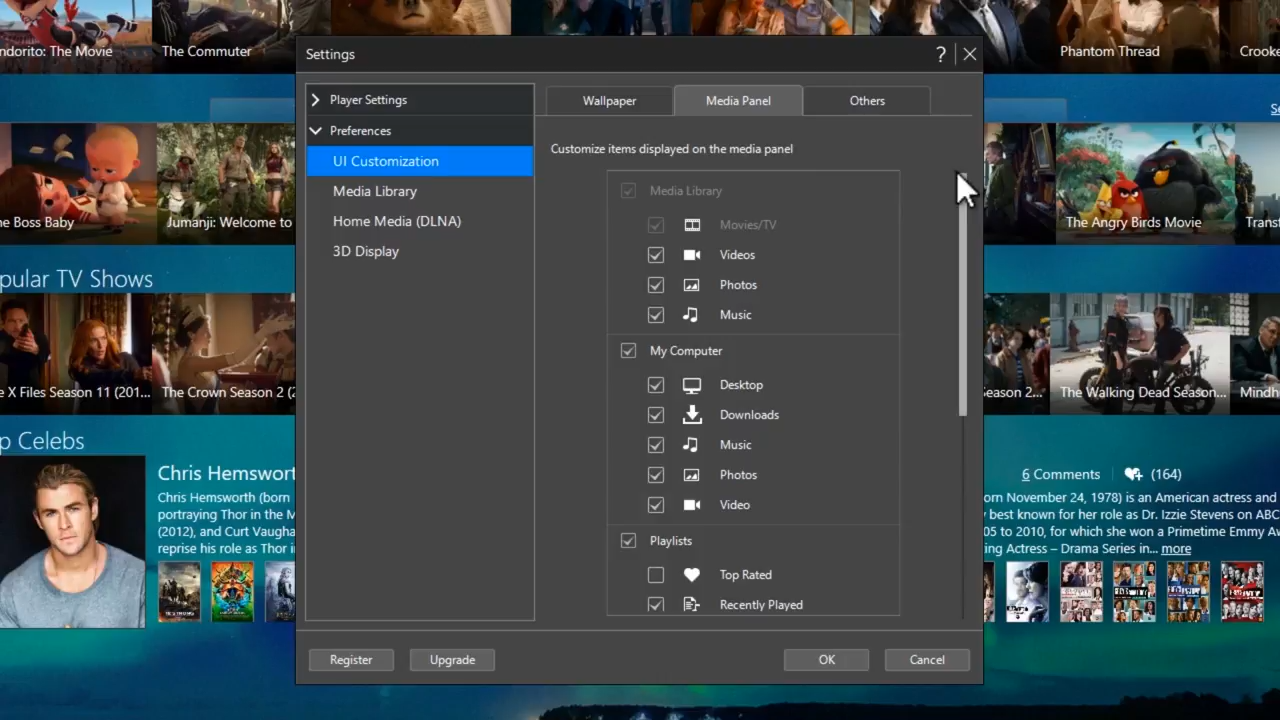 ndorito: The Movie
The Commuter
Phantom Thread
Crooke
Settings
?
Player Settings
Preferences
UI Customization
Media Library
Home Media (DLNA)
3D Display
Wallpaper
Media Panel
Others
Customize items displayed on the media panel
Media Library
Movies/TV
Videos
Photos
Music
My Computer
Desktop
Downloads
Music
Photos
Video
Playlists
Top Rated
Recently Played
Register
Upgrade
OK
Cancel
Se
he Boss Baby
Jumanji: Welcome to
The Angry Birds Movie
Transf
pular TV Shows
e X Files Season 11 (201...
The Crown Season 2 (2
Season 2...
The Walking Dead Season...
Mindh
p Celebs
Chris Hemswort
Chris Hemsworth (born
portraying Thor in the M
(2012), and Curt Vaugha
reprise his role as Thor i
6 Comments
(164)
orn November 24, 1978) is an American actress and
best known for her role as Dr. Izzie Stevens on ABC
05 to 2010, for which she won a Primetime Emmy Aw
ing Actress – Drama Series in... more